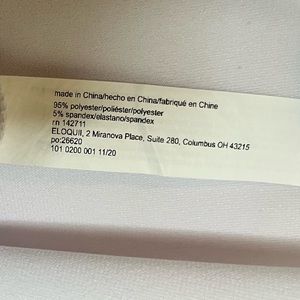 made in China/hecho en China/fabriqué en Chine
95% polyester/poliéster/polyester
5% spandex/elastano/spandex
rn 142711
ELOQUII, 2 Miranova Place, Suite 280, Columbus OH 43215
po:26620
101 0200 001 11/20